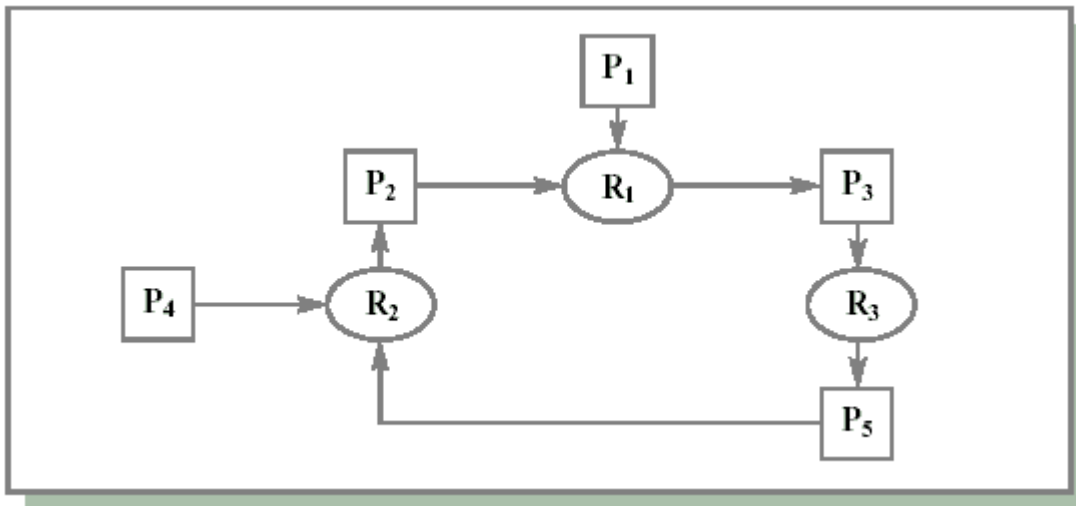 P₁
P₂ R₁ P₃
P₄ R₂ R₃
P₅